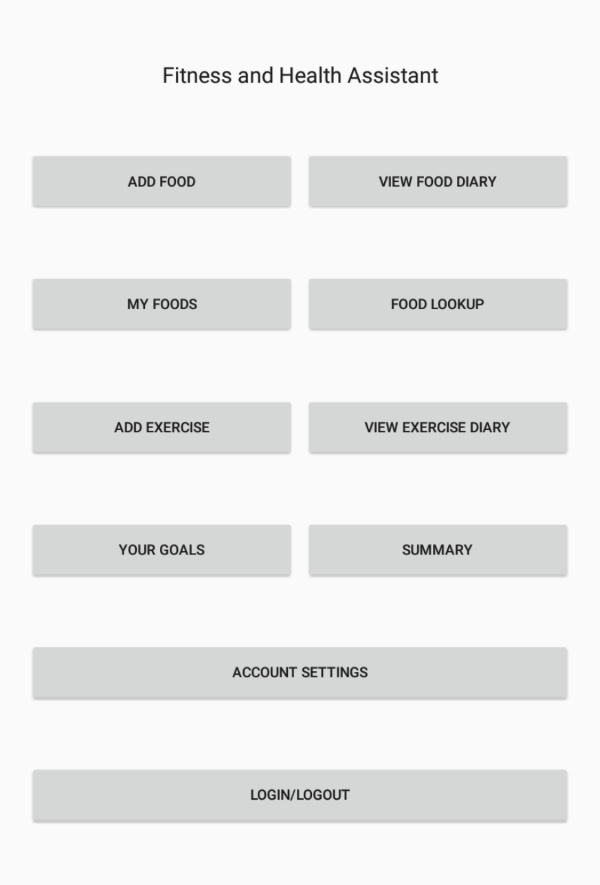 Fitness and Health Assistant
ADD FOOD
VIEW FOOD DIARY
MY FOODS
FOOD LOOKUP
ADD EXERCISE
VIEW EXERCISE DIARY
YOUR GOALS
SUMMARY
ACCOUNT SETTINGS
LOGIN/LOGOUT